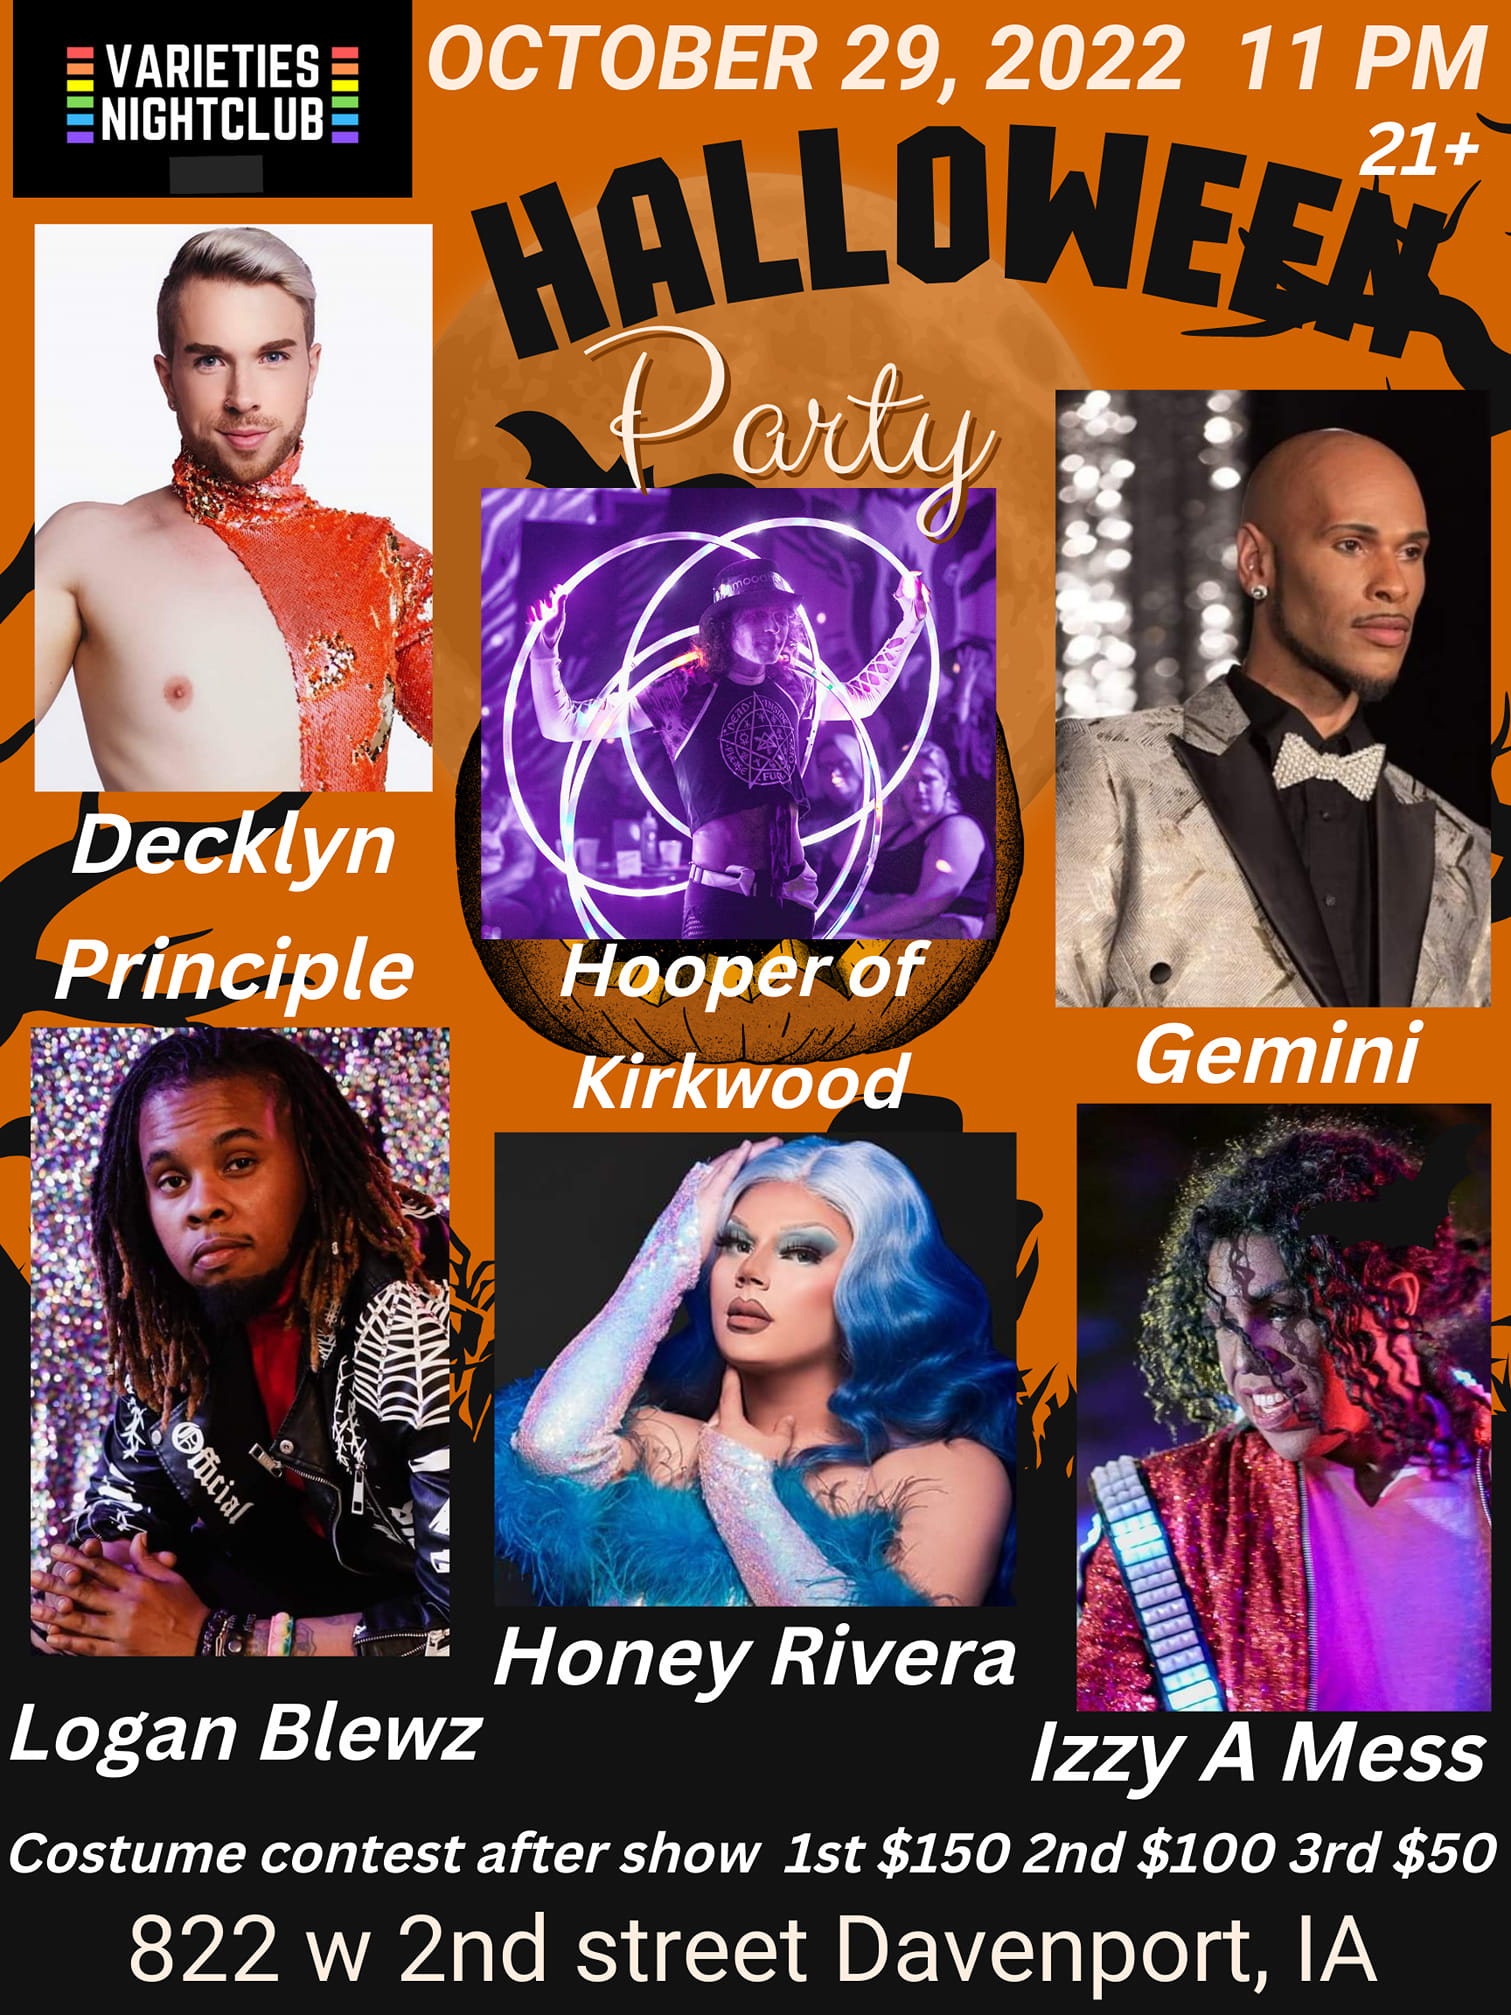 VARIETIES
NIGHTCLUB
OCTOBER 29, 2022 11 PM
21+
HALLOWEEN
Party
Decklyn
Principle
Hooper of
Kirkwood
Gemini
Official
Logan Blewz
Honey Rivera
Izzy A Mess
Costume contest after show 1st $150 2nd $100 3rd $50
822 w 2nd street Davenport, IA